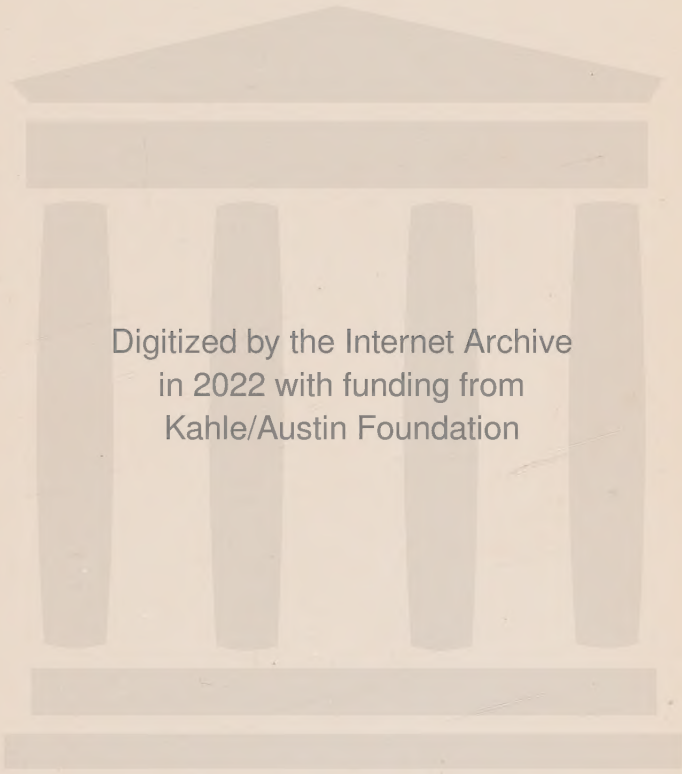 Digitized by the Internet Archive
in 2022 with funding from
Kahle/Austin Foundation